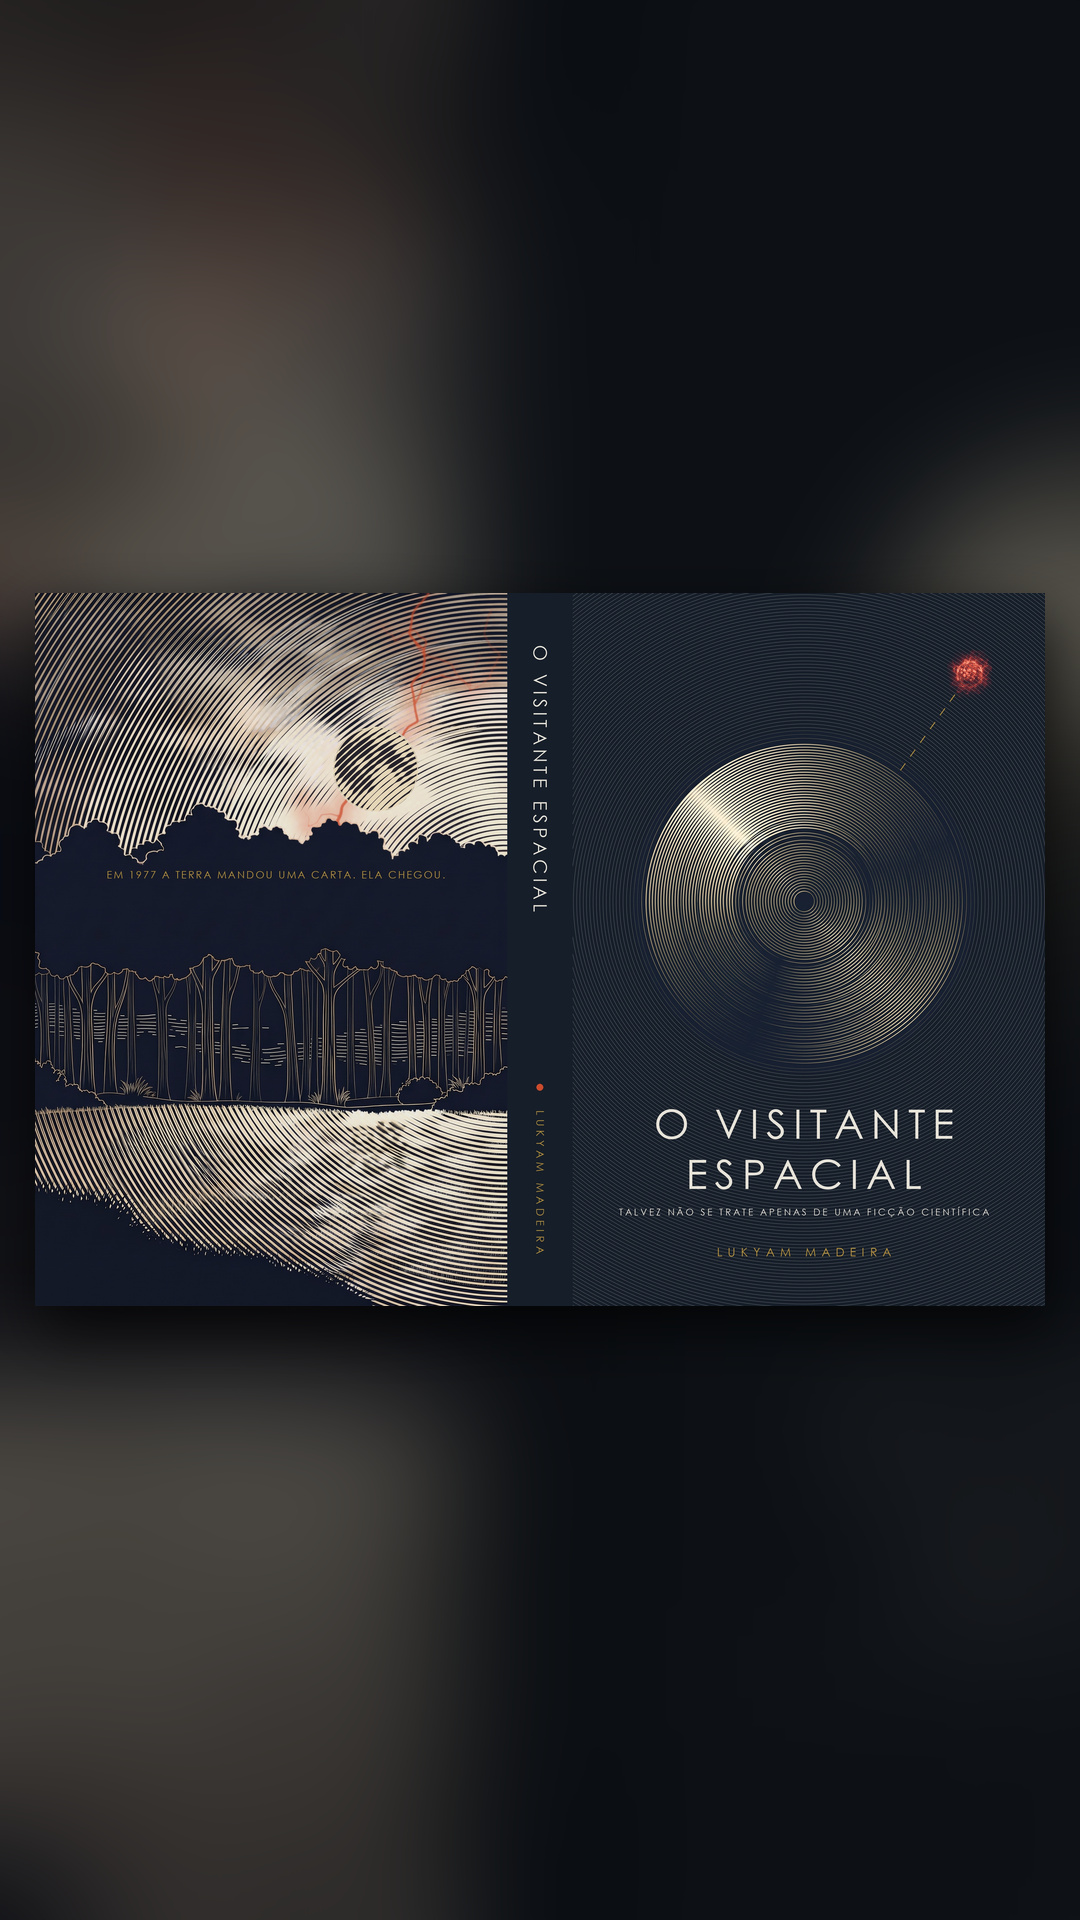 EM 1977 A TERRA MANDOU UMA CARTA. ELA CHEGOU.
O VISITANTE ESPACIAL
LUKYAM MADEIRA
O VISITANTE
ESPACIAL
TALVEZ NÃO SE TRATE APENAS DE UMA FICÇÃO CIENTÍFICA
LUKYAM MADEIRA